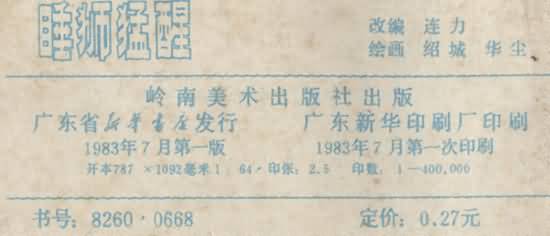 睡狮猛醒
改编 连力
绘画 绍城 华尘
岭南美术出版社出版
广东省新华书店发行 广东新华印刷厂印刷
1983年7月第一版 1983年7月第一次印刷
开本787 ×1092毫米1 64·印张：2.5 印数：1—400,000
书号：8260·0668 定价：0.27元